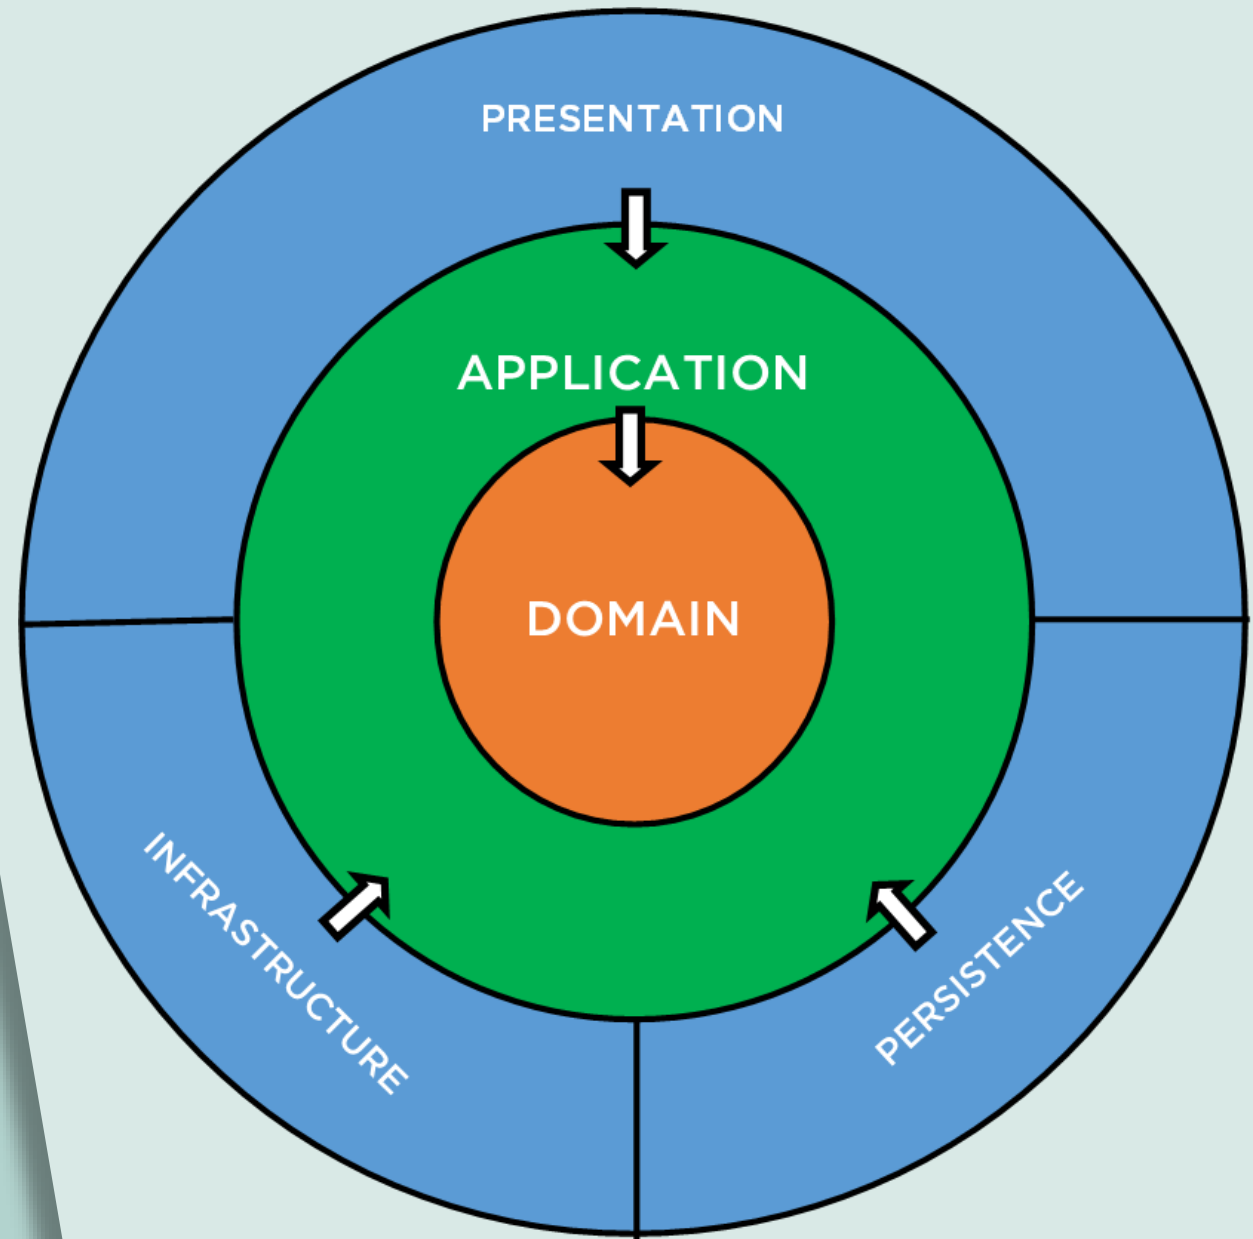 PRESENTATION
APPLICATION
DOMAIN
INFRASTRUCTURE
PERSISTENCE